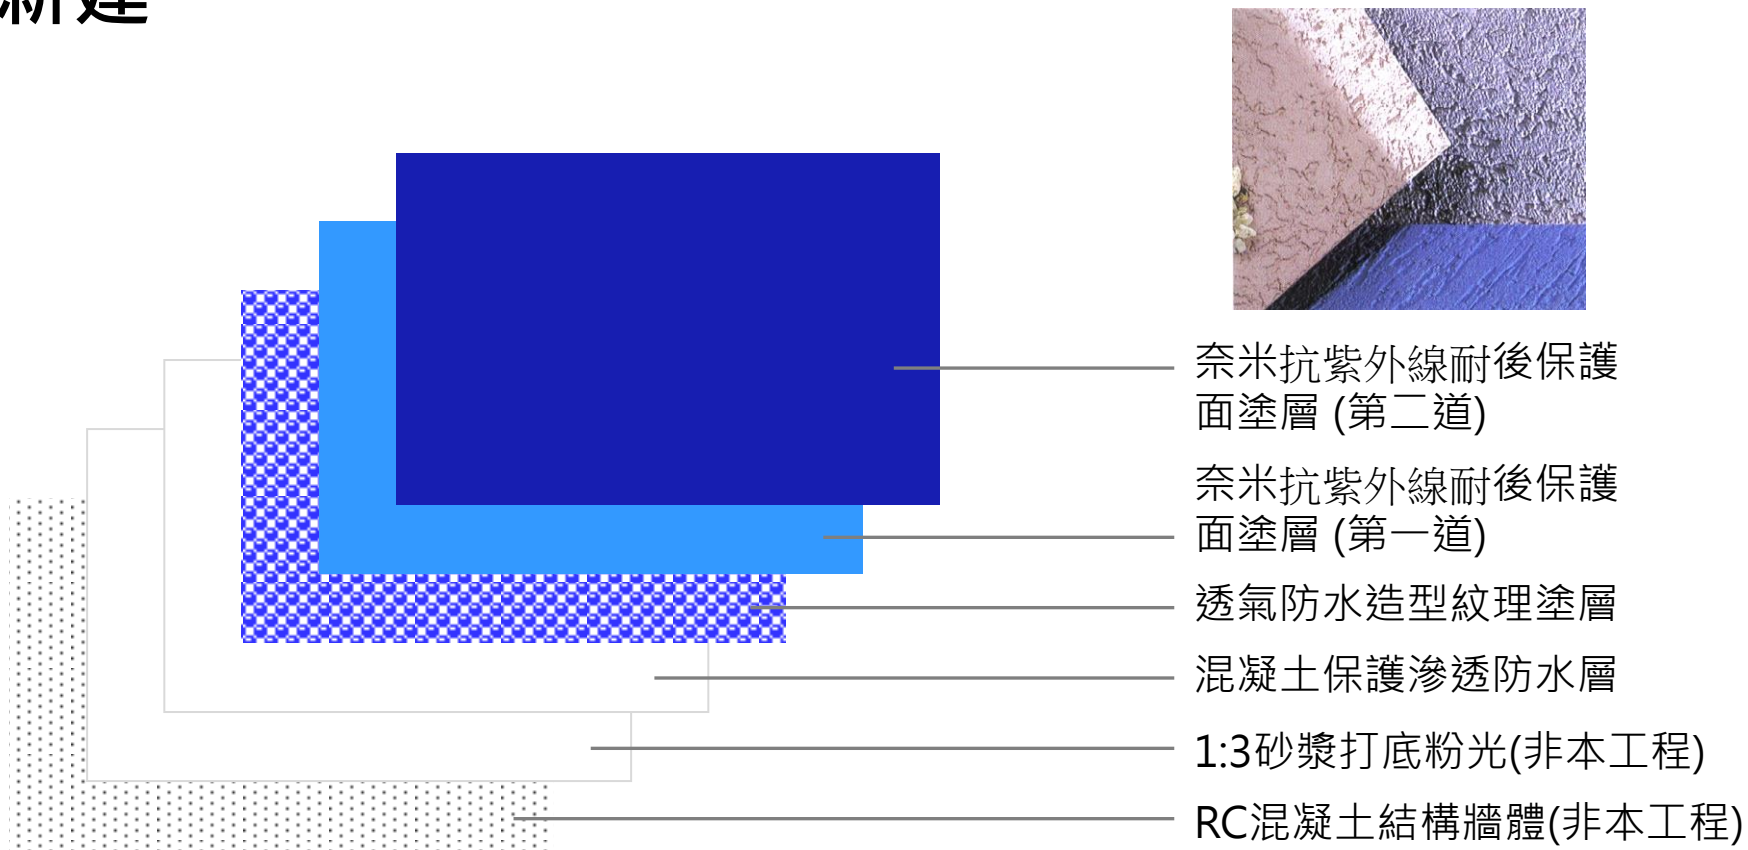 新建
奈米抗紫外線耐後保護
面塗層 (第二道)
奈米抗紫外線耐後保護
面塗層 (第一道)
透氣防水造型紋理塗層
混凝土保護滲透防水層
1:3砂漿打底粉光(非本工程)
RC混凝土結構牆體(非本工程)